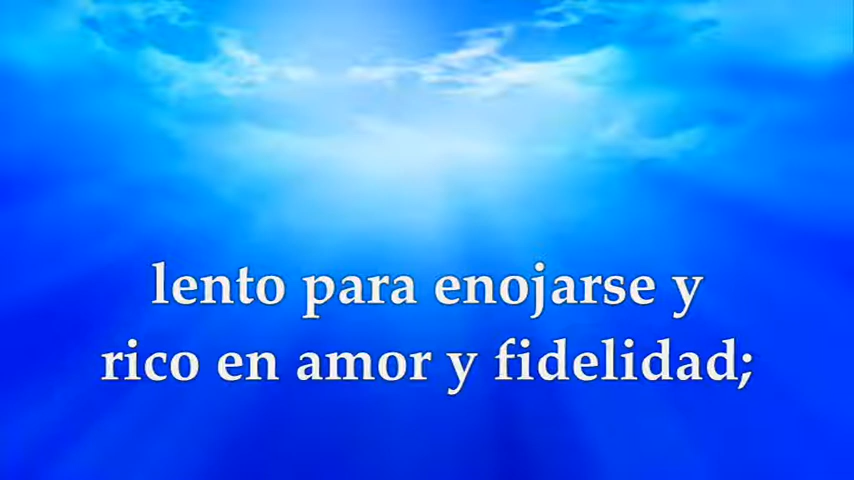 lento para enojarse y
rico en amor y fidelidad;